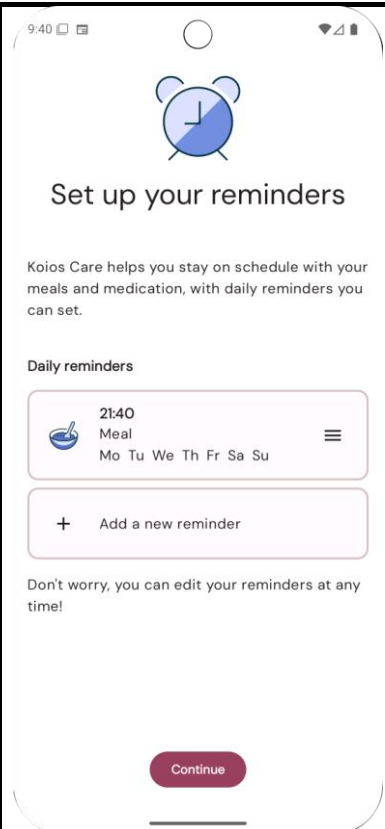 9:40
Set up your reminders
Koios Care helps you stay on schedule with your
meals and medication, with daily reminders you
can set.
Daily reminders
21:40
Meal
Mo Tu We Th Fr Sa Su
+ Add a new reminder
Don't worry, you can edit your reminders at any
time!
Continue